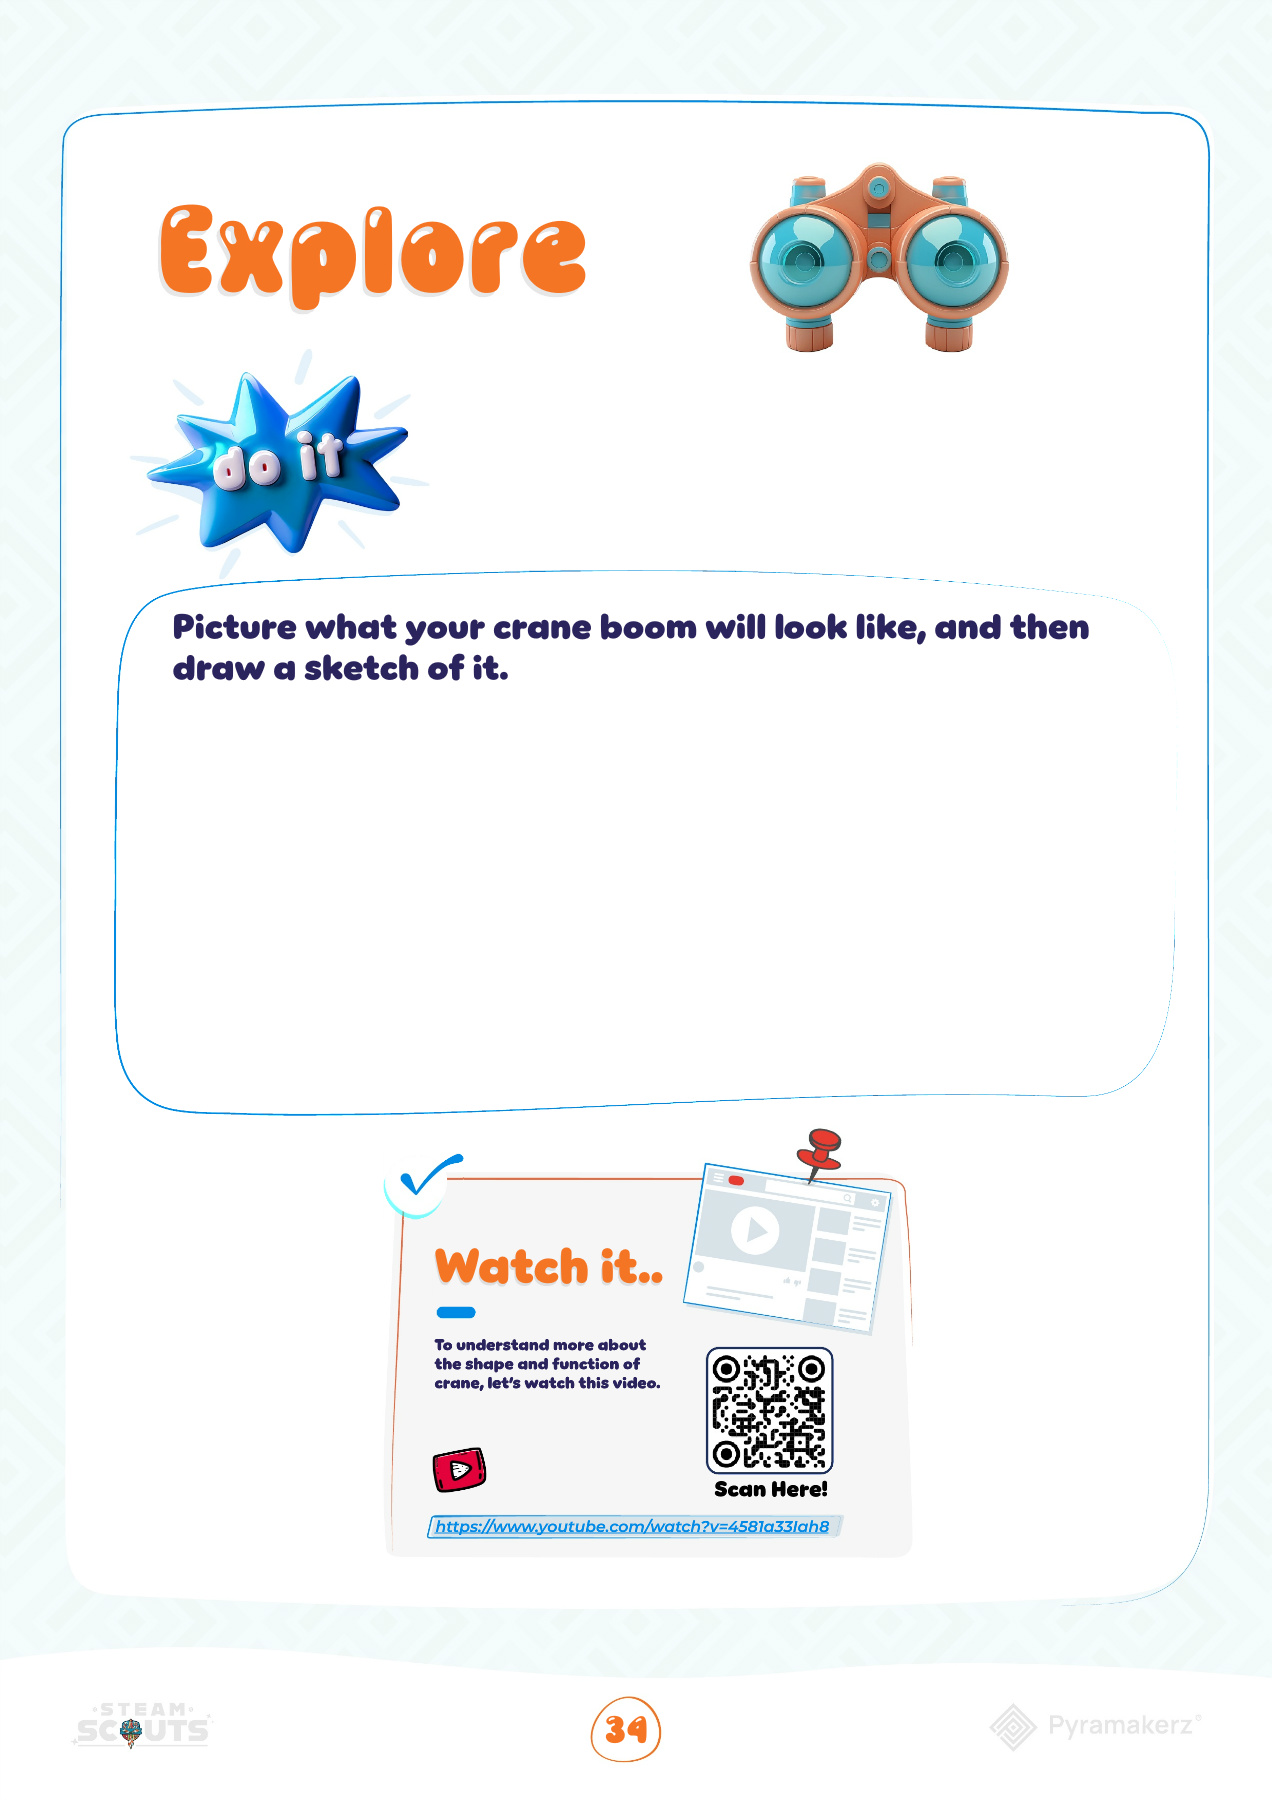 Explore
do it
Picture what your crane boom will look like, and then
draw a sketch of it.
Watch it..
To understand more about
the shape and function of
crane, let's watch this video.
Scan Here!
https://www.youtube.com/watch?v=4581a33lah8
STEAM
SCOUTS
34
Pyramakerz